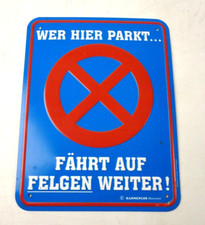 WER HIER PARKT...
FÄHRT AUF
FELGEN WEITER!